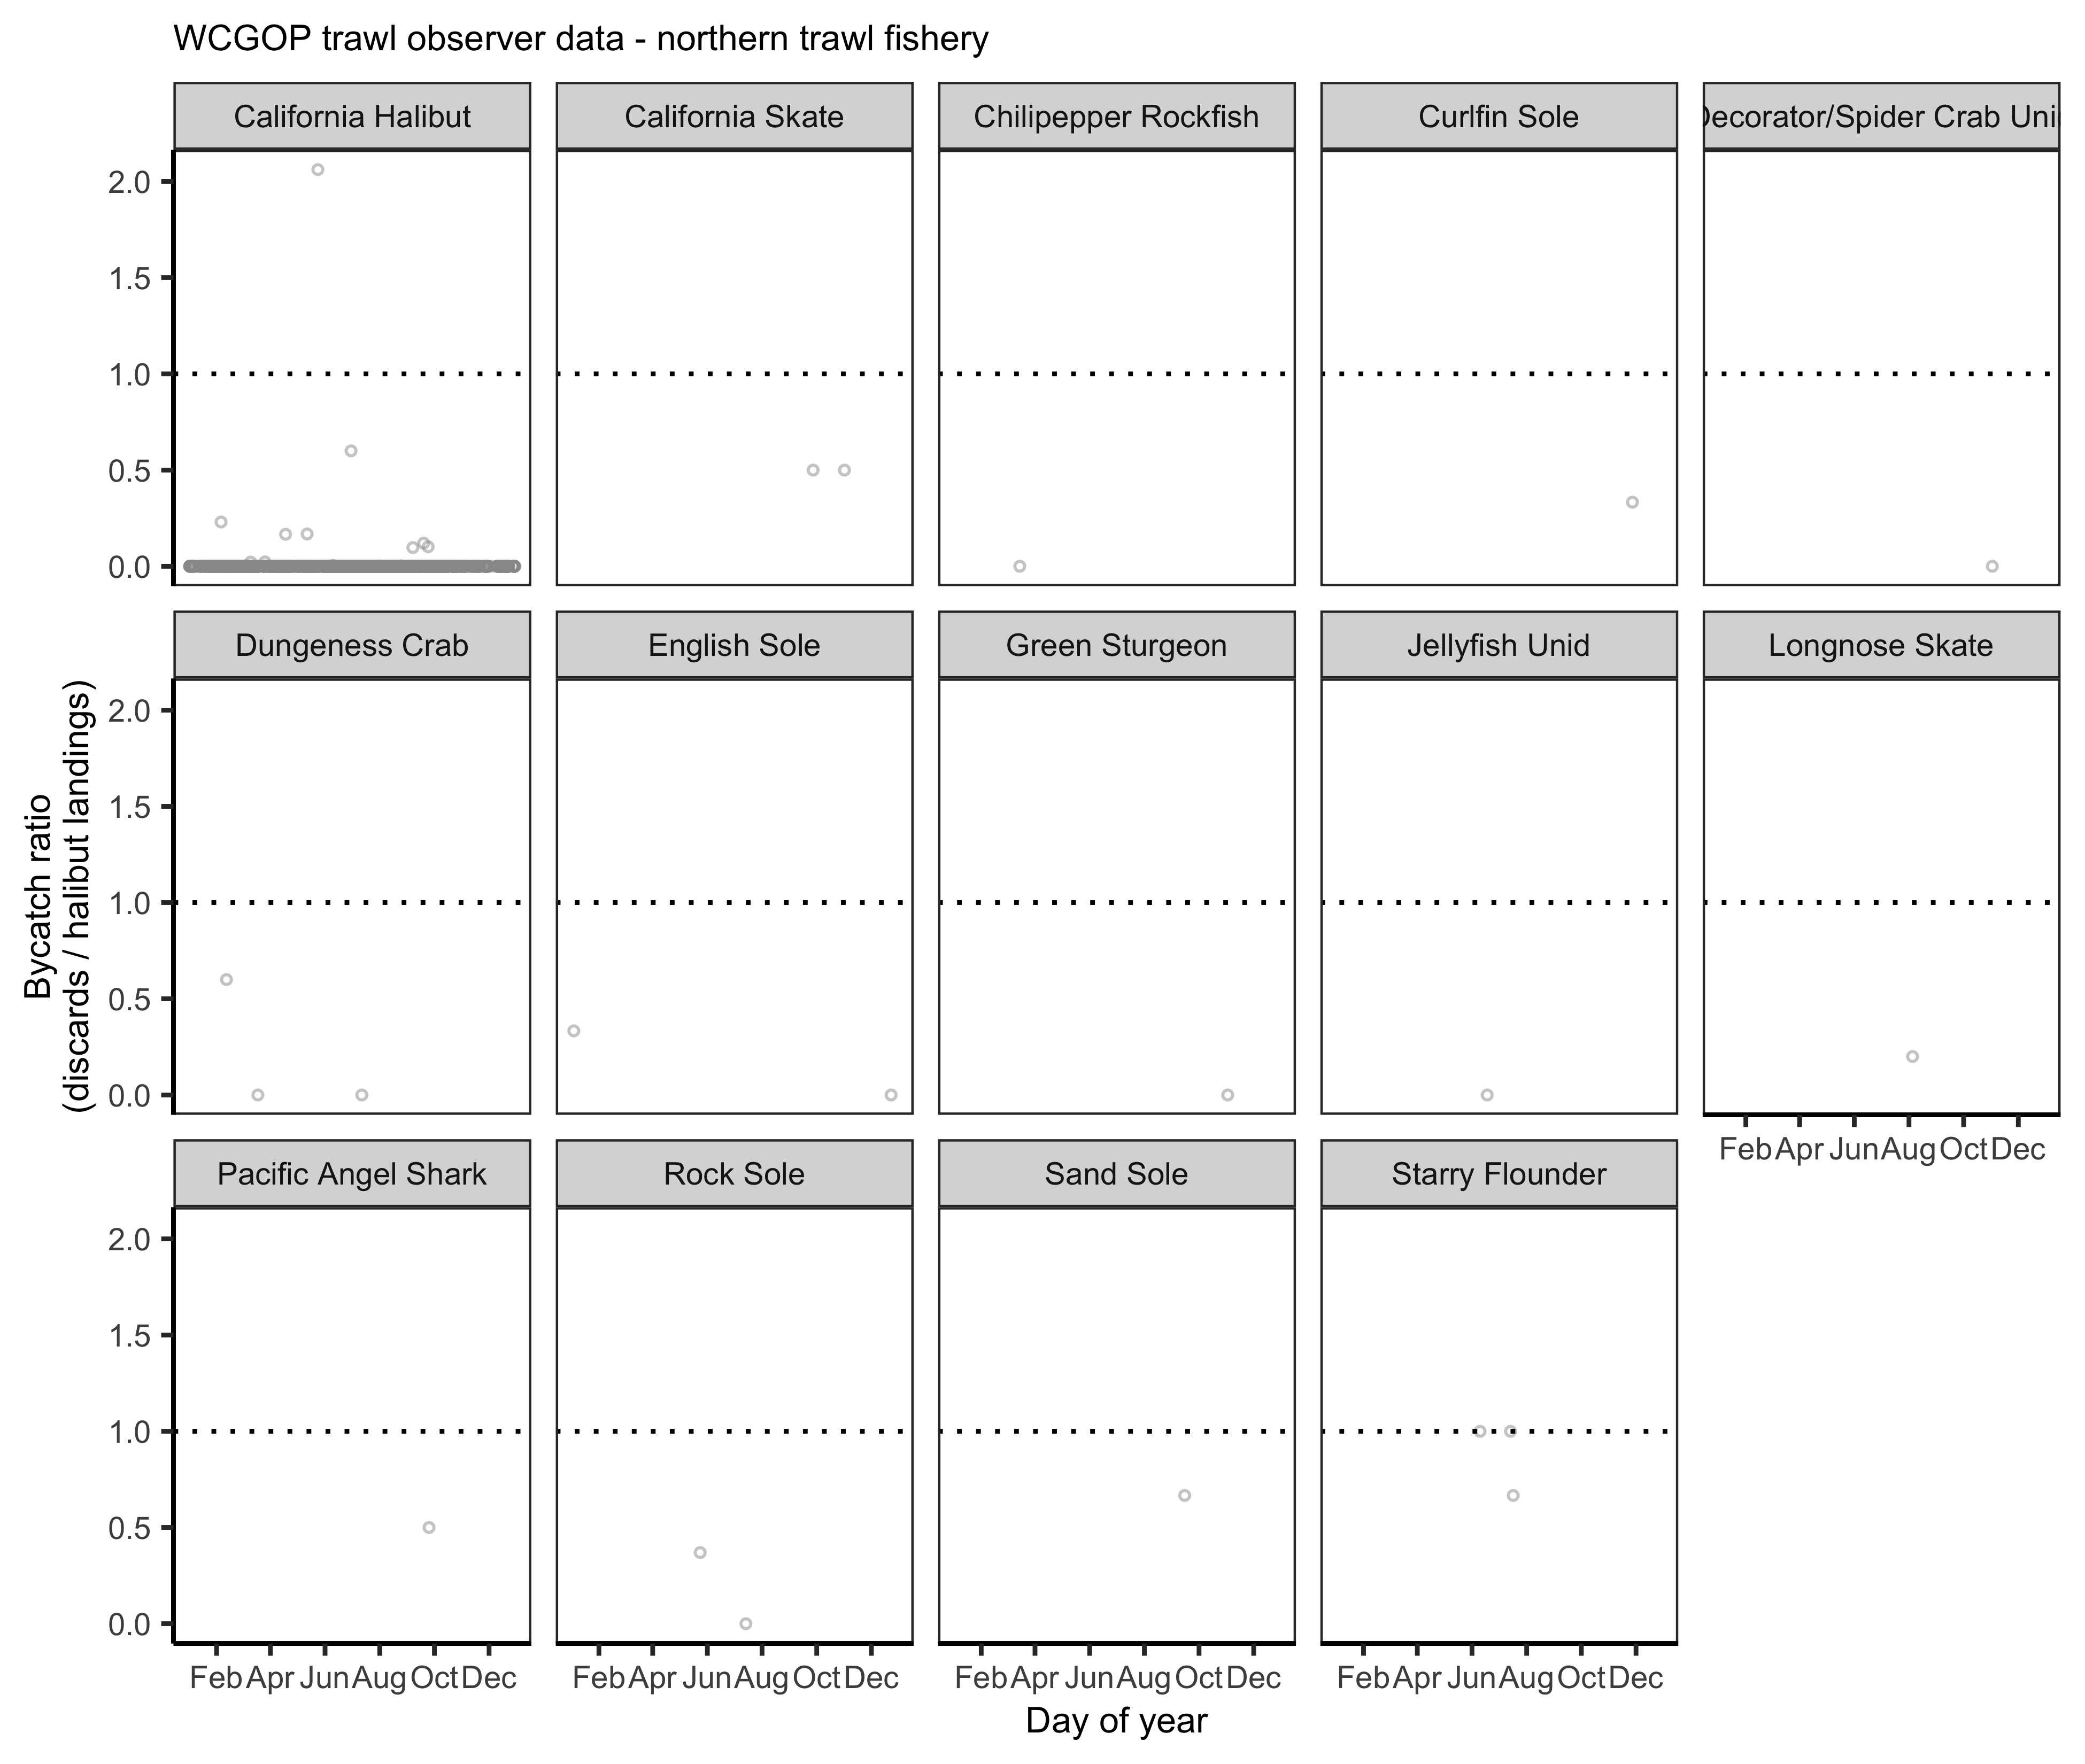 WCGOP trawl observer data - northern trawl fishery
California Halibut
California Skate
Chilipepper Rockfish
Curlfin Sole
Decorator/Spider Crab Unid
2.0
1.5
1.0
0.5
0.0
Dungeness Crab
English Sole
Green Sturgeon
Jellyfish Unid
Longnose Skate
2.0
1.5
1.0
0.5
0.0
Feb Apr Jun Aug Oct Dec
Pacific Angel Shark
Rock Sole
Sand Sole
Starry Flounder
2.0
1.5
1.0
0.5
0.0
Feb Apr Jun Aug Oct Dec
Feb Apr Jun Aug Oct Dec
Feb Apr Jun Aug Oct Dec
Feb Apr Jun Aug Oct Dec
Day of year
Bycatch ratio
(discards / halibut landings)